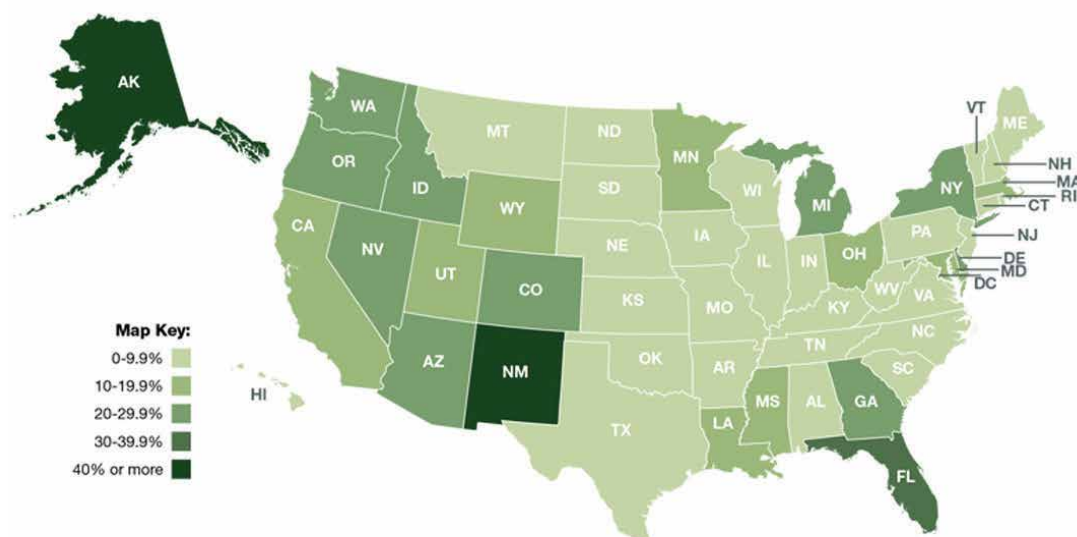 AK
WA
MT
ND
MN
VT
ME
OR
ID
SD
WI
MI
NY
NH
MA
RI
CT
WY
CA
NV
UT
CO
NE
IA
IL
IN
OH
PA
NJ
DE
MD
DC
WV
VA
KS
MO
KY
NC
TN
SC
AZ
NM
OK
AR
MS
AL
GA
TX
LA
FL
HI
Map Key:
0-9.9%
10-19.9%
20-29.9%
30-39.9%
40% or more